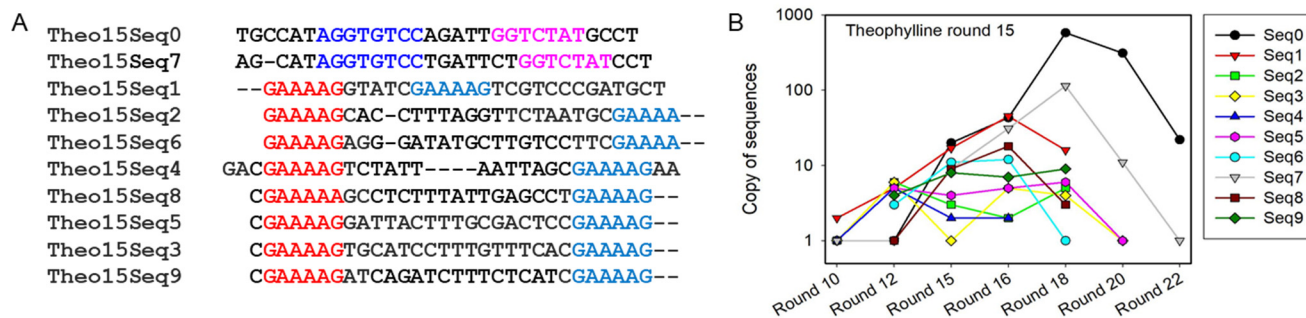 A
Theo15Seq0 TGCCATAGGTGTCCAGATTGGTCTATGCCT
Theo15Seq7 AG-CATAGGTGTCCTGATTCTGGTCTATCCT
Theo15Seq1 --GAAAAGGTATCGAAAAGTCGTCCCGATGCT
Theo15Seq2 GAAAAGCAC-CTTTAGGTTCTAATGCGAAAA--
Theo15Seq6 GAAAAGAGG-GATATGCTTGTCCTTCGAAAA--
Theo15Seq4 GACGAAAAGTCTATT----AATTAGCGAAAAGAA
Theo15Seq8 CGAAAAAGCTCTTTATTGAGCCTGAAAAG--
Theo15Seq5 CGAAAAGGATTACTTTGCGACTCCGAAAAG--
Theo15Seq3 CGAAAAGTGCATCCTTTGTTTCACGAAAAG--
Theo15Seq9 CGAAAAGATCAGATCTTTCTCATCGAAAAG--
B
Theophylline round 15
Copy of sequences
1000
100
10
1
Round 10
Round 12
Round 15
Round 16
Round 18
Round 20
Round 22
Seq0
Seq1
Seq2
Seq3
Seq4
Seq5
Seq6
Seq7
Seq8
Seq9